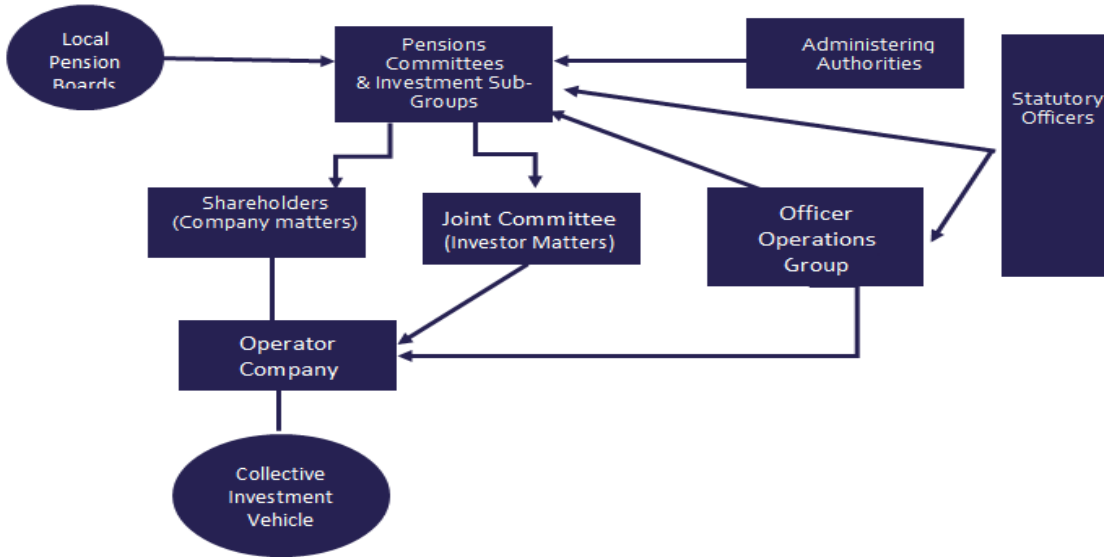 Local
Pension
Boards
Pensions
Committees
& Investment Sub-
Groups
Administering
Authorities
Statutory
Officers
Shareholders
(Company matters)
Joint Committee
(Investor Matters)
Officer
Operations
Group
Operator
Company
Collective
Investment
Vehicle